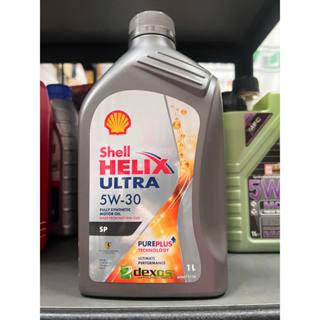 Shell
HELIX
ULTRA
5W-30
FULLY SYNTHETIC
MOTOR OIL
SP
PUREPLUS
TECHNOLOGY
ULTIMATE
PERFORMANCE
1L
dexos
5W